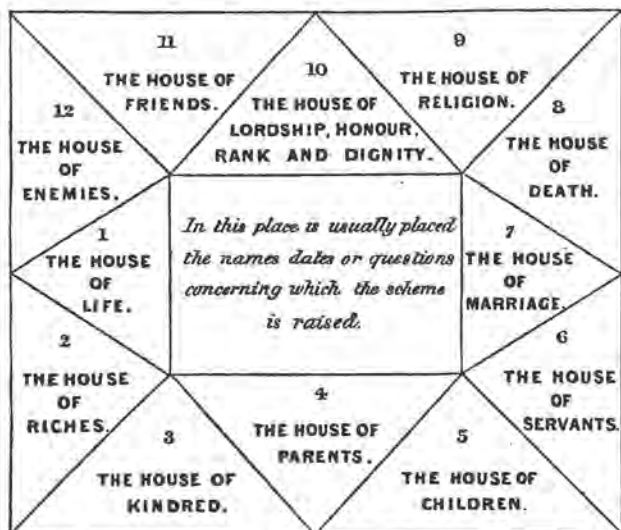 11
THE HOUSE OF
FRIENDS.
10
THE HOUSE OF
LORDSHIP, HONOUR,
RANK AND DIGNITY.
9
THE HOUSE OF
RELIGION.
12
THE HOUSE
OF
ENEMIES.
8
THE HOUSE
OF
DEATH.
1
THE HOUSE
OF
LIFE.
In this place is usually placed
the names dates or questions
concerning which the scheme
is raised.
7
THE HOUSE
OF
MARRIAGE.
2
THE HOUSE
OF
RICHES.
3
THE HOUSE OF
KINDRED.
4
THE HOUSE OF
PARENTS.
5
THE HOUSE OF
CHILDREN.
6
THE HOUSE
OF
SERVANTS.